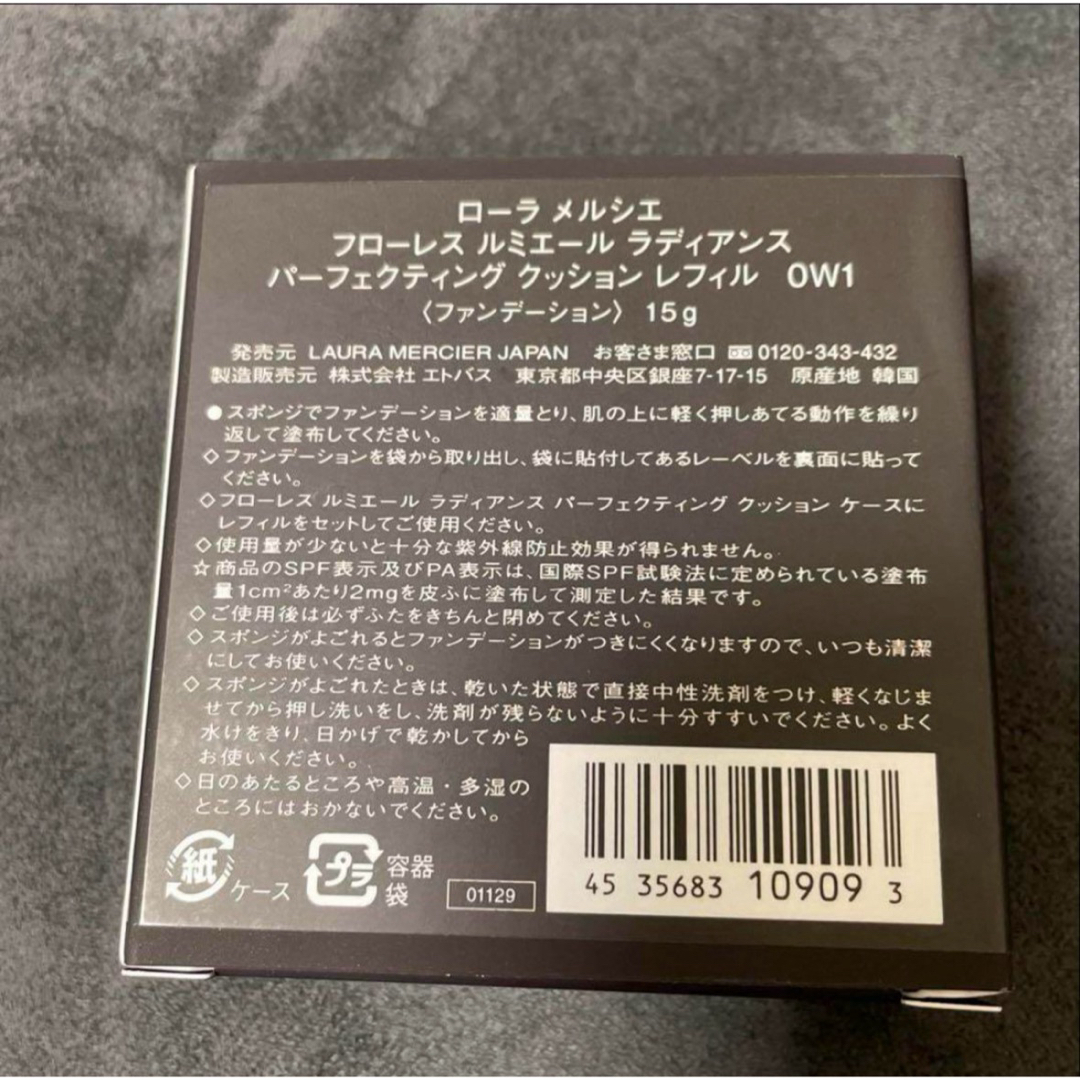 ローラ メルシエ
フローレス ルミエール ラディアンス
パーフェクティング クッション レフィル 0W1
〈ファンデーション〉 15g
発売元 LAURA MERCIER JAPAN お客さま窓口 0120-343-432
製造販売元 株式会社 エトバス 東京都中央区銀座7-17-15 原産地 韓国
●スポンジでファンデーションを適量とり、肌の上に軽く押しあてる動作を繰り
返して塗布してください。
◇ファンデーションを袋から取り出し、袋に貼付してあるレーベルを裏面に貼って
ください。
◇フローレス ルミエール ラディアンス パーフェクティング クッション ケースに
レフィルをセットしてご使用ください。
◇使用量が少ないと十分な紫外線防止効果が得られません。
☆商品のSPF表示及びPA表示は、国際SPF試験法に定められている塗布
量1cm²あたり2mgを皮ふに塗布して測定した結果です。
◇ご使用後は必ずふたをきちんと閉めてください。
◇スポンジがよごれるとファンデーションがつきにくくなりますので、いつも清潔
にしてお使いください。
◇スポンジがよごれたときは、乾いた状態で直接中性洗剤をつけ、軽くなじま
せてから押し洗いをし、洗剤が残らないように十分すすいでください。よく
水けをきり、日かげで乾かしてから
お使いください。
◇日のあたるところや高温・多湿の
ところにはおかないでください。
紙 ケース プラ 容器
袋
01129
45 35683 10909 3